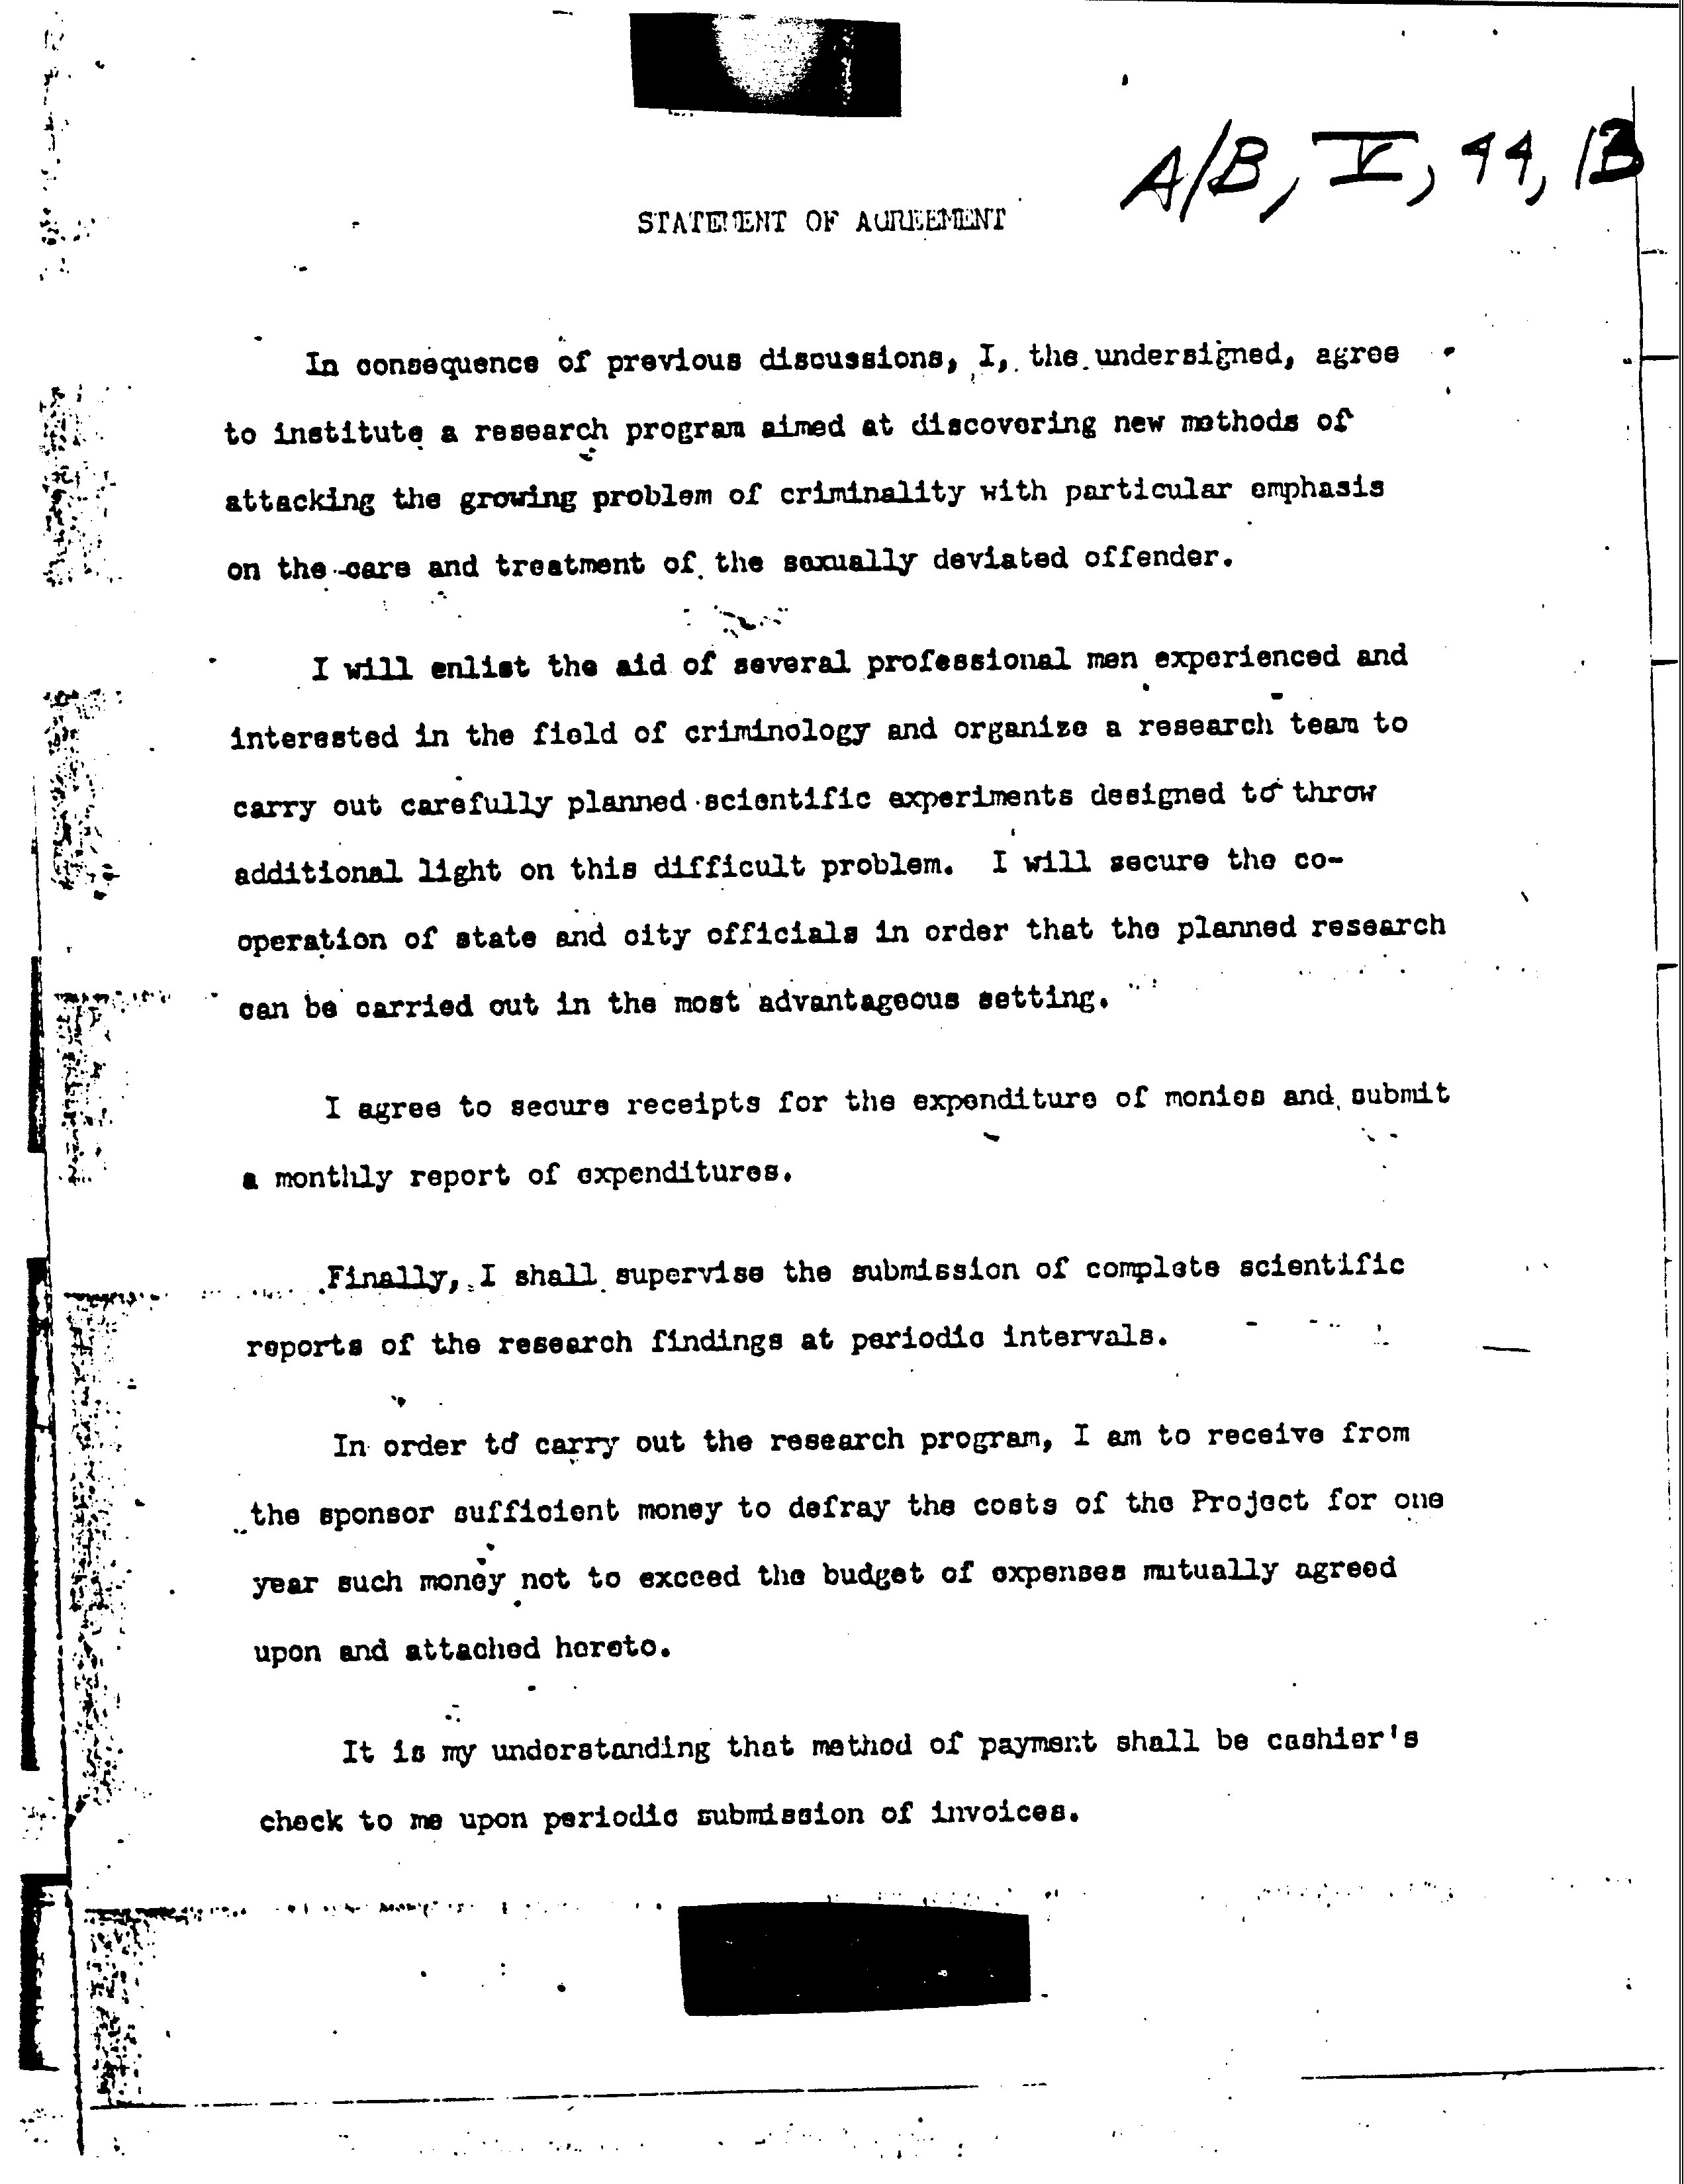 A/B, V, 44, 13
STATEMENT OF AGREEMENT
In consequence of previous discussions, I, the undersigned, agree
to institute a research program aimed at discovering new methods of
attacking the growing problem of criminality with particular emphasis
on the care and treatment of the sexually deviated offender.
I will enlist the aid of several professional men experienced and
interested in the field of criminology and organize a research team to
carry out carefully planned scientific experiments designed to throw
additional light on this difficult problem. I will secure the co-
operation of state and city officials in order that the planned research
can be carried out in the most advantageous setting.
I agree to secure receipts for the expenditure of monies and submit
a monthly report of expenditures.
Finally, I shall supervise the submission of complete scientific
reports of the research findings at periodic intervals.
In order to carry out the research program, I am to receive from
the sponsor sufficient money to defray the costs of the Project for one
year such money not to exceed the budget of expenses mutually agreed
upon and attached hereto.
It is my understanding that method of payment shall be cashier's
check to me upon periodic submission of invoices.